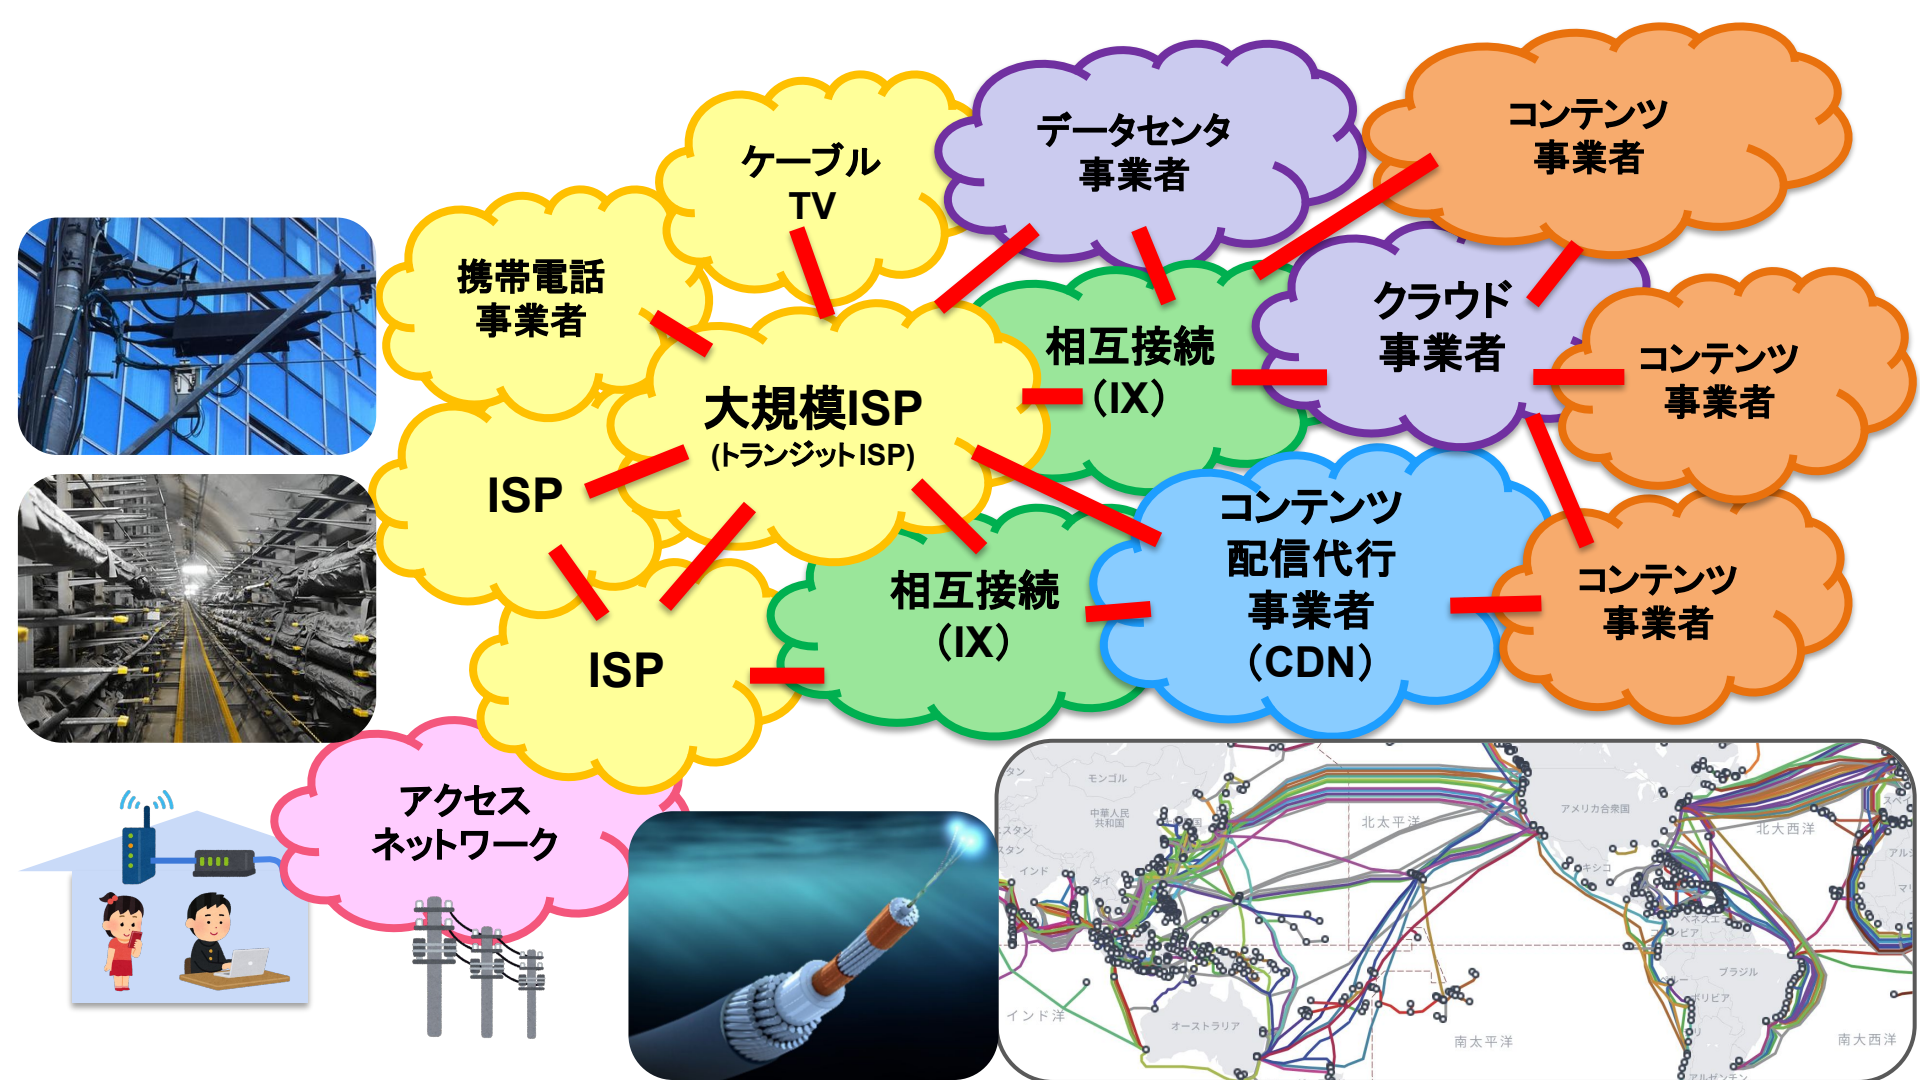 コンテンツ
事業者
データセンタ
事業者
ケーブル
TV
携帯電話
事業者
クラウド
事業者
相互接続
（IX）
コンテンツ
事業者
大規模ISP
(トランジットISP)
ISP
コンテンツ
配信代行
事業者
（CDN）
相互接続
（IX）
コンテンツ
事業者
ISP
アクセス
ネットワーク
モンゴル
中華人民
共和国
インド
タイ
北太平洋
アメリカ合衆国
北大西洋
メキシコ
ブラジル
ボリビア
インド洋
オーストラリア
南太平洋
南大西洋
アルゼンチン